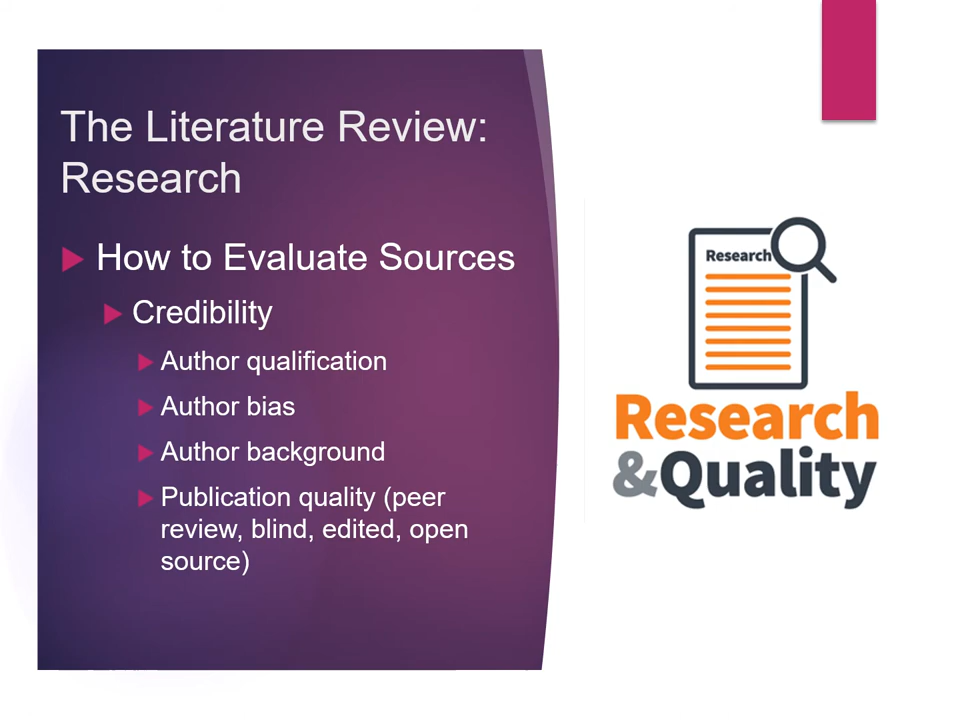 The Literature Review:
Research
How to Evaluate Sources
Credibility
Author qualification
Author bias
Author background
Publication quality (peer
review, blind, edited, open
source)
Research
Research
&Quality